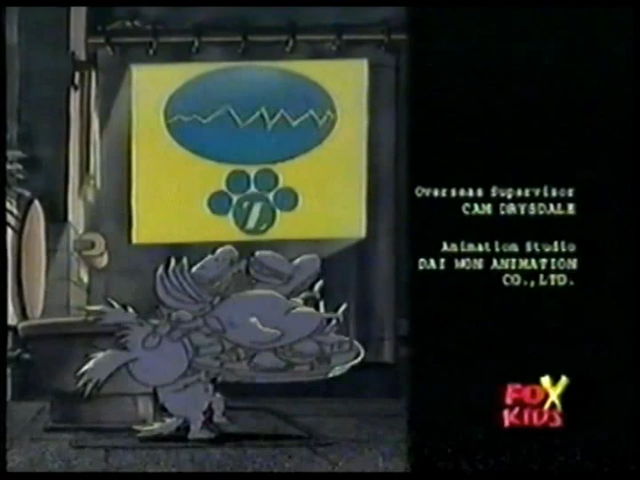 Z
Overseas Supervisor
CAM DRYSDALE
Animation Studio
DAI WON ANIMATION
CO., LTD.
FOX
KIDS